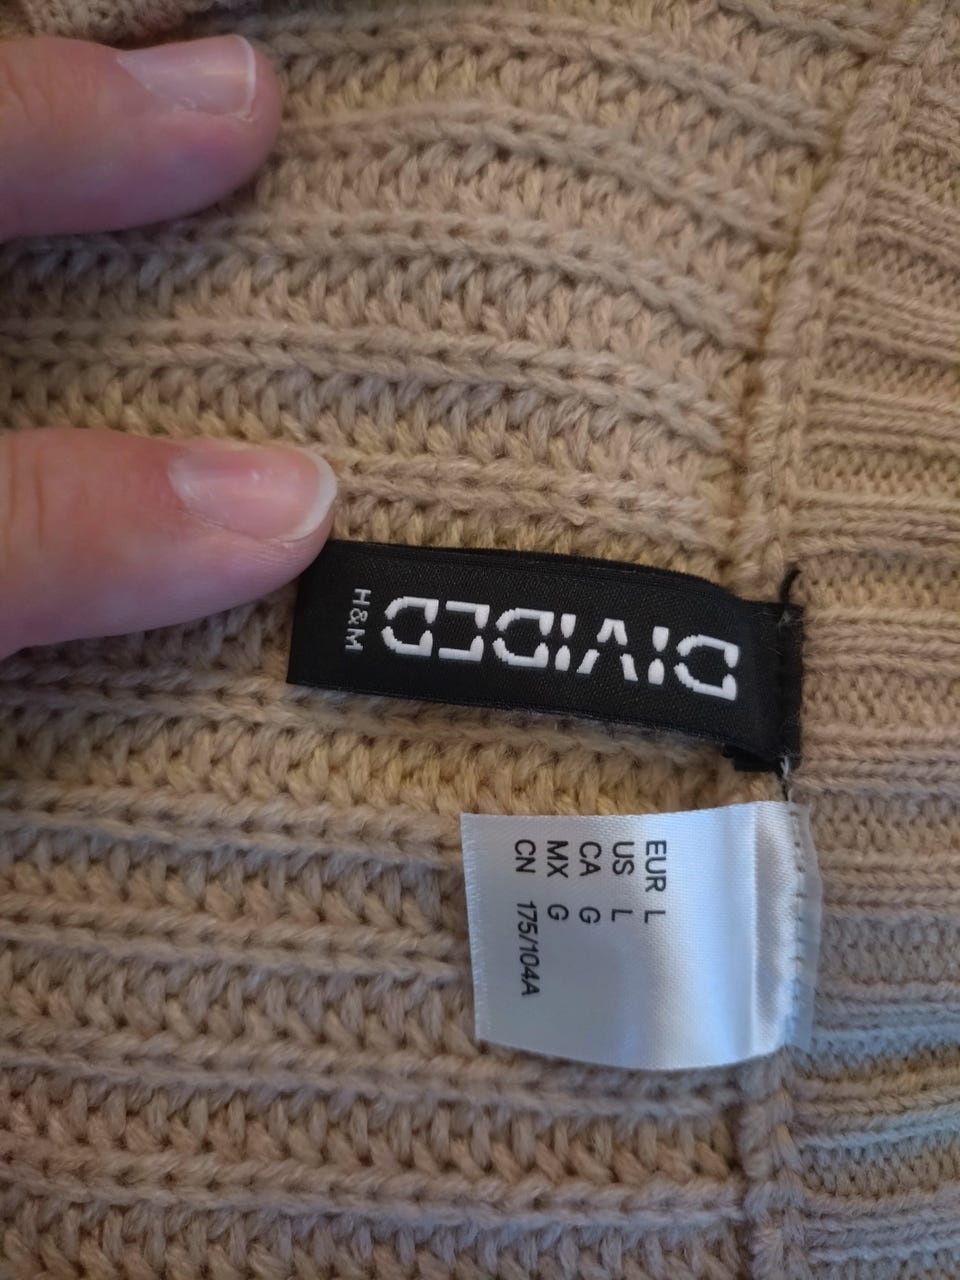 DIVIDED
H&M
EUR L
US L
CA G
MX G
CN 175/104A